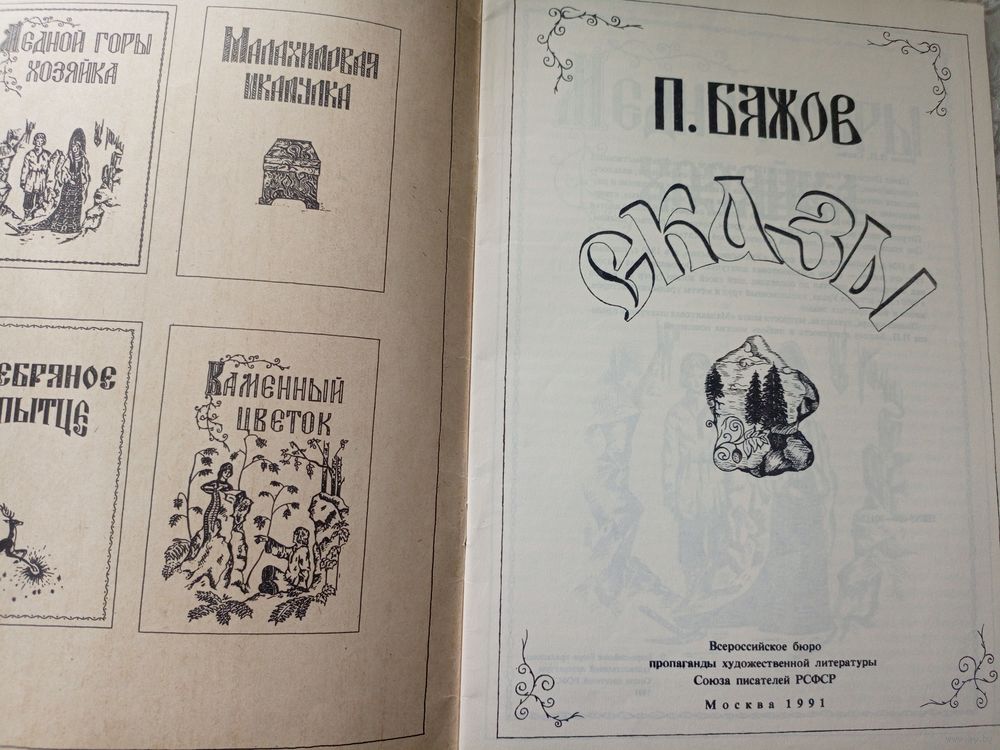 Медной горы
хозяйка
Малахитовая
шкатулка
ебряное
пытце
Каменный
цветок
П. БАЖОВ
Сказы
Всероссийское бюро
пропаганды художественной литературы
Союза писателей РСФСР
Москва 1991